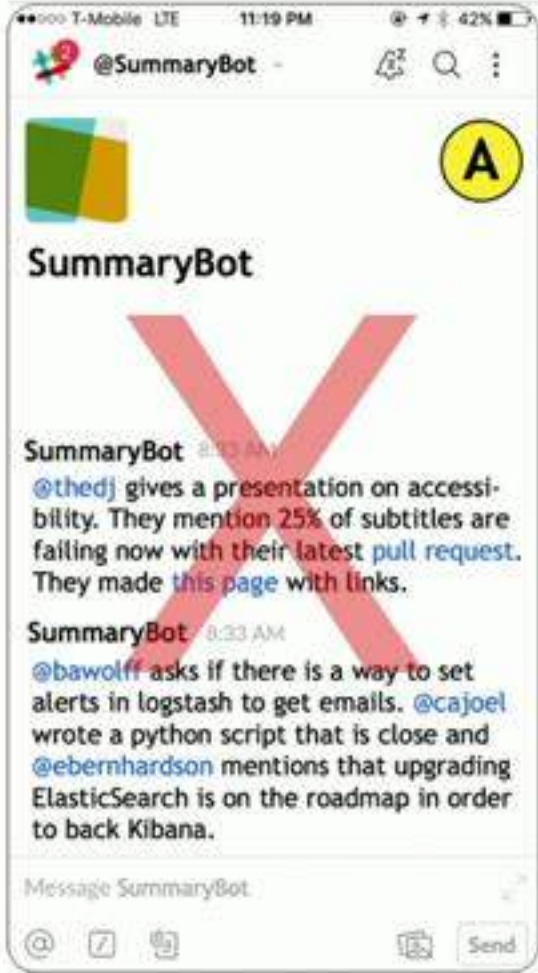 T-Mobile LTE 11:19 PM 42%
2
@SummaryBot
A
SummaryBot
SummaryBot 8:33 AM
@thedj gives a presentation on accessi-
bility. They mention 25% of subtitles are
failing now with their latest pull request.
They made this page with links.
SummaryBot 8:33 AM
@bawolff asks if there is a way to set
alerts in logstash to get emails. @cajoel
wrote a python script that is close and
@ebernhardson mentions that upgrading
ElasticSearch is on the roadmap in order
to back Kibana.
Message SummaryBot
Send